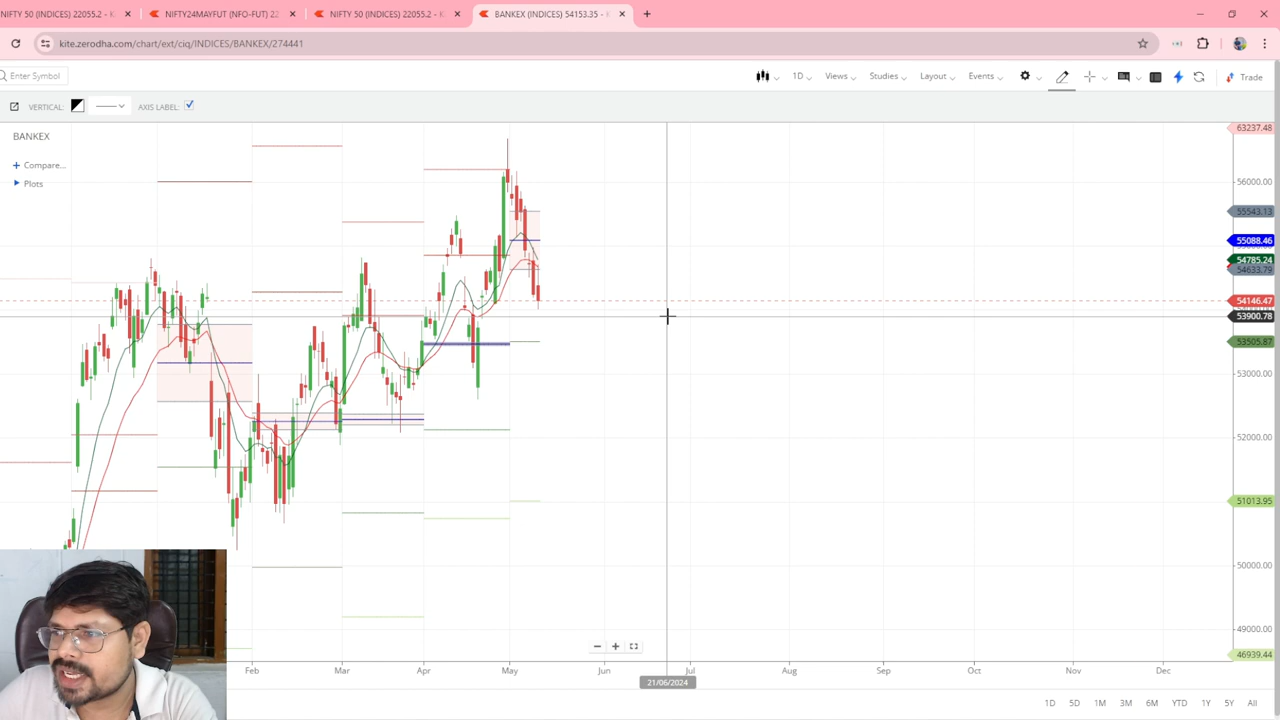 NIFTY 50 (INDICES) 22055.2 -
NIFTY24MAYFUT (NFO-FUT) 22
NIFTY 50 (INDICES) 22055.2 -
BANKEX (INDICES) 54153.35 -
kite.zerodha.com/chart/ext/ciq/INDICES/BANKEX/274441
Enter Symbol
1D
Views
Studies
Layout
Events
Trade
VERTICAL:
AXIS LABEL:
BANKEX
+ Compare...
Plots
63237.48
56000.00
55543.13
55088.46
54785.24
54633.79
54146.47
53900.78
53505.87
53000.00
52000.00
51013.95
50000.00
49000.00
46939.44
Feb
Mar
Apr
May
Jun
Jul
Aug
Sep
Oct
Nov
Dec
21/06/2024
1D
5D
1M
3M
6M
YTD
1Y
5Y
All